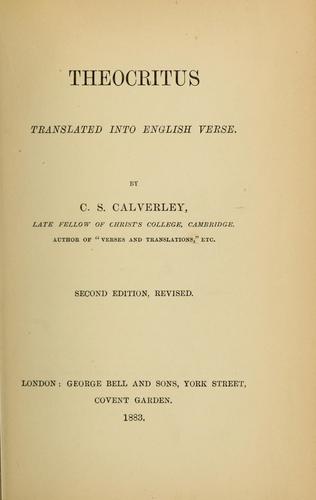 THEOCRITUS
TRANSLATED INTO ENGLISH VERSE.
BY
C. S. CALVERLEY,
LATE FELLOW OF CHRIST'S COLLEGE, CAMBRIDGE.
AUTHOR OF "VERSES AND TRANSLATIONS," ETC.
SECOND EDITION, REVISED.
LONDON: GEORGE BELL AND SONS, YORK STREET,
COVENT GARDEN.
1883.